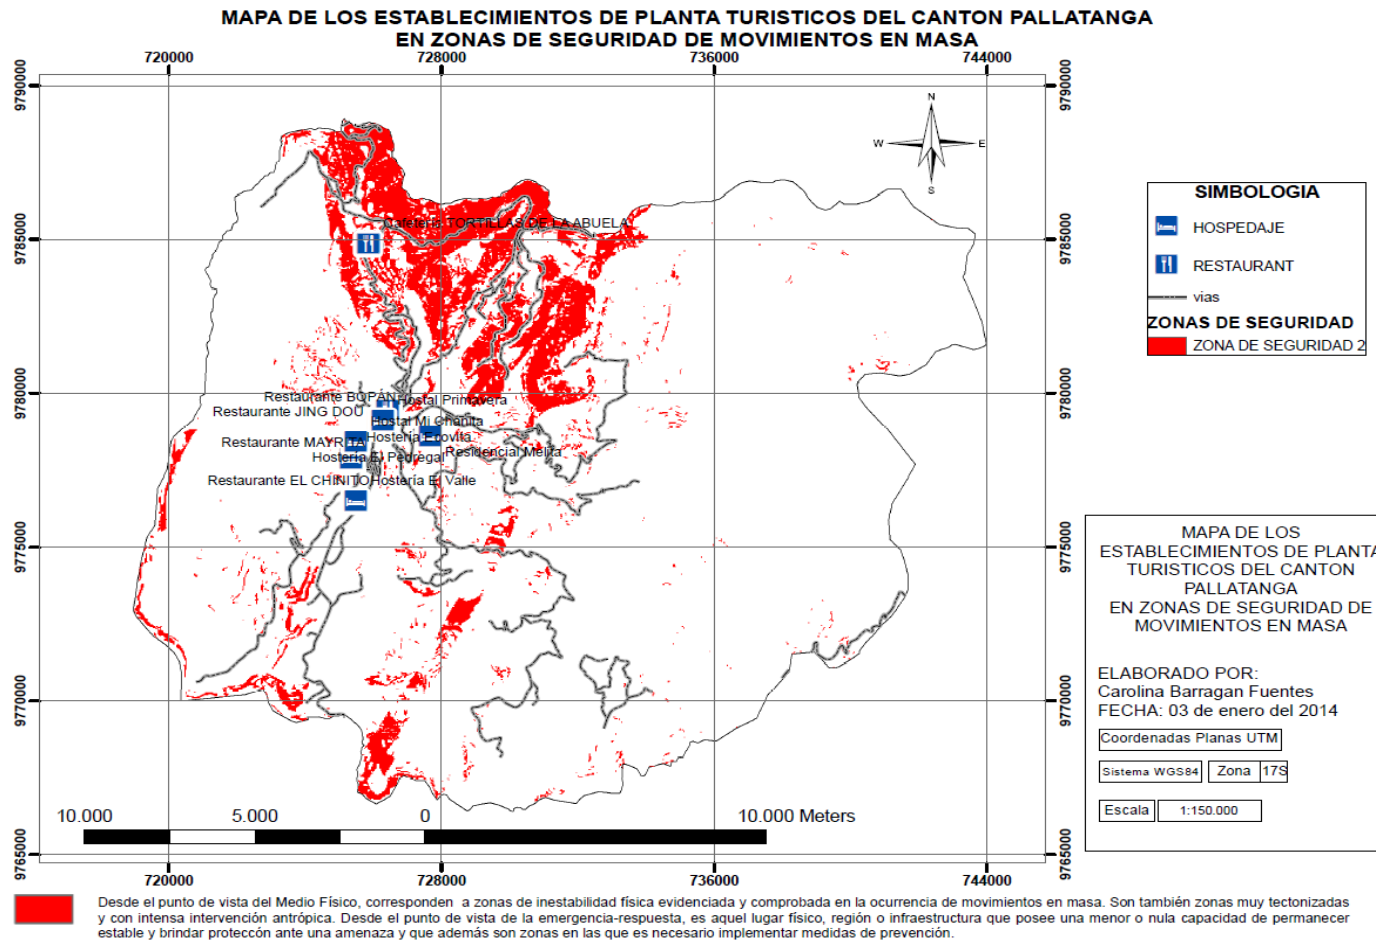 MAPA DE LOS ESTABLECIMIENTOS DE PLANTA TURISTICOS DEL CANTON PALLATANGA
EN ZONAS DE SEGURIDAD DE MOVIMIENTOS EN MASA
720000 728000 736000 744000
9790000 9790000
N
W E
S
SIMBOLOGIA
HOSPEDAJE
RESTAURANT
vias
ZONAS DE SEGURIDAD
ZONA DE SEGURIDAD 2
Cafeteria TORTILLAS DE LA ABUELA
9785000 9785000
9780000 9780000
Restaurante BOPÁN Hostal Primavera
Restaurante JING DOU
Hostal Mi Chanita
Restaurante MAYRITA Hostería Erovita
Hostería El Pedregal Residencial Melita
Restaurante EL CHINITO Hostería El Valle
9775000 9775000
9770000 9770000
MAPA DE LOS
ESTABLECIMIENTOS DE PLANTA
TURISTICOS DEL CANTON
PALLATANGA
EN ZONAS DE SEGURIDAD DE
MOVIMIENTOS EN MASA
ELABORADO POR:
Carolina Barragan Fuentes
FECHA: 03 de enero del 2014
Coordenadas Planas UTM
Sistema WGS84 Zona 17S
Escala 1:150.000
10.000 5.000 0 10.000 Meters
9765000 9765000
720000 728000 736000 744000
Desde el punto de vista del Medio Físico, corresponden a zonas de inestabilidad física evidenciada y comprobada en la ocurrencia de movimientos en masa. Son también zonas muy tectonizadas
y con intensa intervención antrópica. Desde el punto de vista de la emergencia-respuesta, es aquel lugar físico, región o infraestructura que posee una menor o nula capacidad de permanecer
estable y brindar proteccón ante una amenaza y que además son zonas en las que es necesario implementar medidas de prevención.